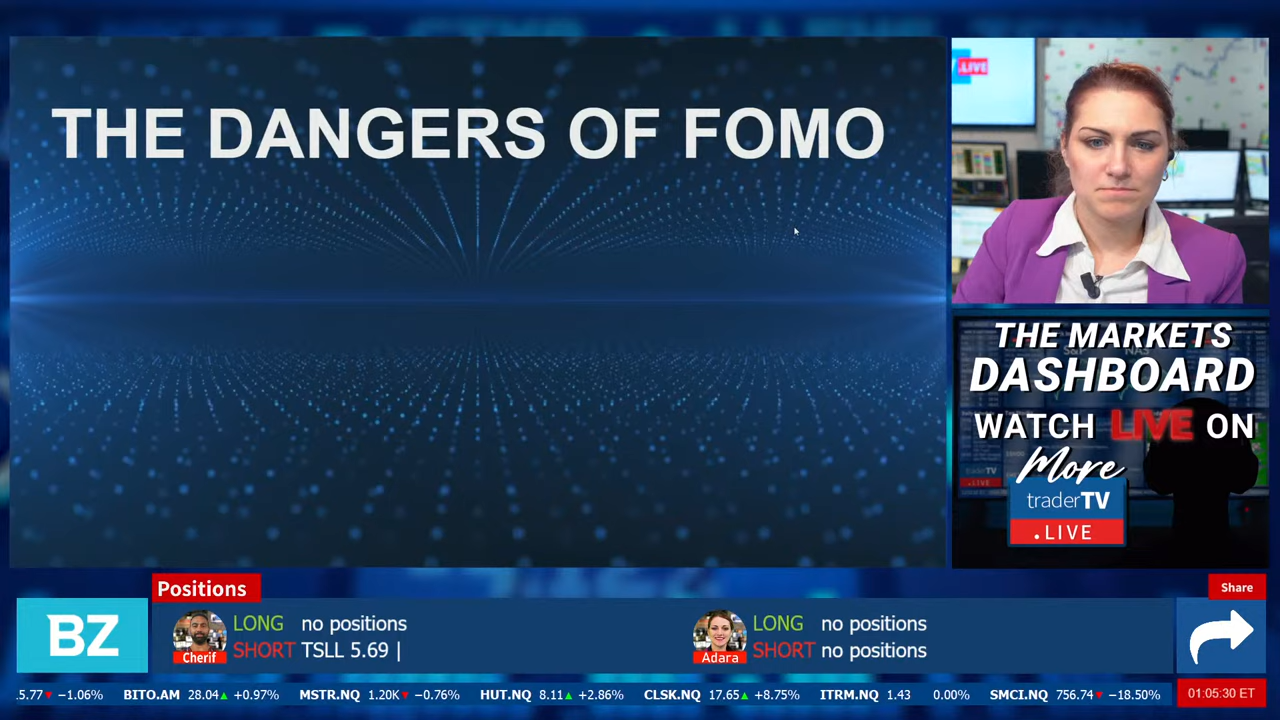 THE DANGERS OF FOMO
.LIVE
THE MARKETS
DASHBOARD
WATCH LIVE ON
More
traderTV
.LIVE
Positions
Share
BZ
LONG no positions
SHORT TSLL 5.69 |
Cherif
LONG no positions
SHORT no positions
Adara
5.77▼ −1.06% BITO.AM 28.04▲ +0.97% MSTR.NQ 1.20K▼ −0.76% HUT.NQ 8.11▲ +2.86% CLSK.NQ 17.65▲ +8.75% ITRM.NQ 1.43 0.00% SMCI.NQ 756.74▼ −18.50%
01:05:30 ET